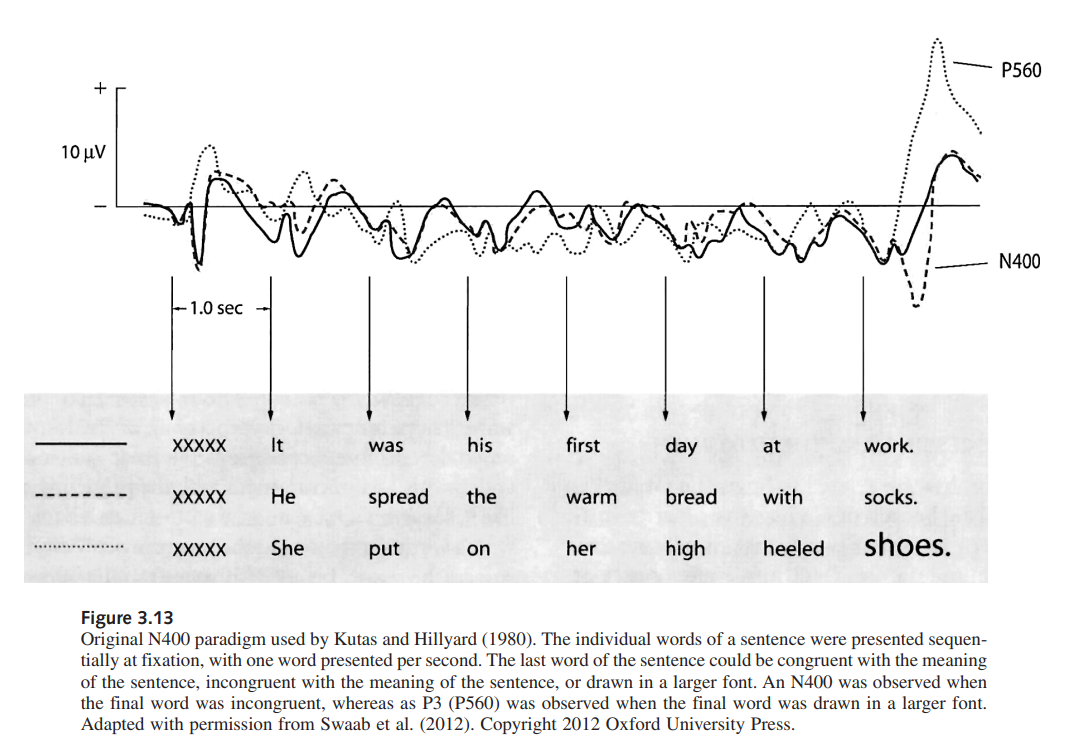 P560
+
10 µV
−
N400
1.0 sec
XXXXX It was his first day at work.
XXXXX He spread the warm bread with socks.
XXXXX She put on her high heeled shoes.
Figure 3.13
Original N400 paradigm used by Kutas and Hillyard (1980). The individual words of a sentence were presented sequen-
tially at fixation, with one word presented per second. The last word of the sentence could be congruent with the meaning
of the sentence, incongruent with the meaning of the sentence, or drawn in a larger font. An N400 was observed when
the final word was incongruent, whereas as P3 (P560) was observed when the final word was drawn in a larger font.
Adapted with permission from Swaab et al. (2012). Copyright 2012 Oxford University Press.